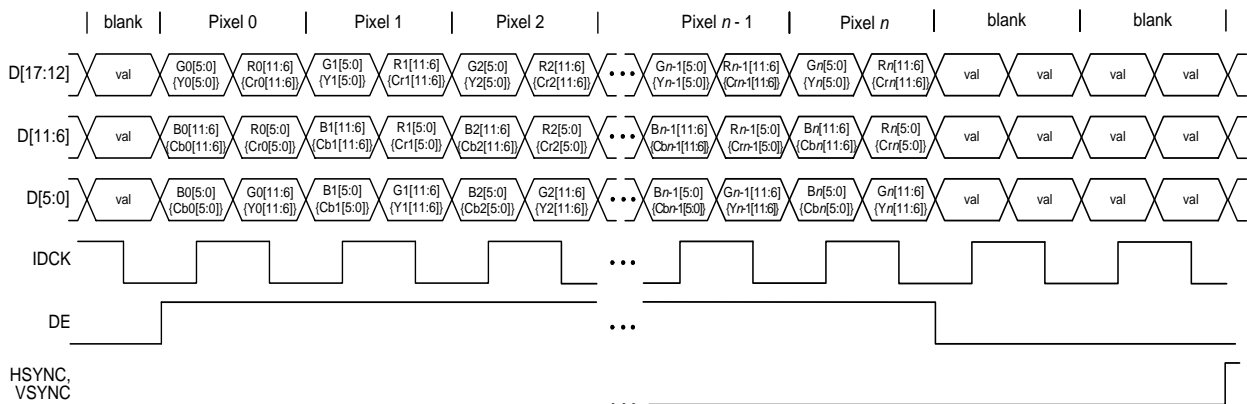 blank Pixel 0 Pixel 1 Pixel 2 Pixel n - 1 Pixel n blank blank
D[17:12] val G0[5:0] R0[11:6] G1[5:0] R1[11:6] G2[5:0] R2[11:6] ••• Gn-1[5:0] Rn-1[11:6] Gn[5:0] Rn[11:6] val val val val
{Y0[5:0]} {Cr0[11:6]} {Y1[5:0]} {Cr1[11:6]} {Y2[5:0]} {Cr2[11:6]} {Yn-1[5:0]} {Crn-1[11:6]} {Yn[5:0]} {Crn[11:6]}
D[11:6] val B0[11:6] R0[5:0] B1[11:6] R1[5:0] B2[11:6] R2[5:0] ••• Bn-1[11:6] Rn-1[5:0] Bn[11:6] Rn[5:0] val val val val
{Cb0[11:6]} {Cr0[5:0]} {Cb1[11:6]} {Cr1[5:0]} {Cb2[11:6]} {Cr2[5:0]} {Cbn-1[11:6]} {Crn-1[5:0]} {Cbn[11:6]} {Crn[5:0]}
D[5:0] val B0[5:0] G0[11:6] B1[5:0] G1[11:6] B2[5:0] G2[11:6] ••• Bn-1[5:0] Gn-1[11:6] Bn[5:0] Gn[11:6] val val val val
{Cb0[5:0]} {Y0[11:6]} {Cb1[5:0]} {Y1[11:6]} {Cb2[5:0]} {Y2[11:6]} {Cbn-1[5:0]} {Yn-1[11:6]} {Cbn[5:0]} {Yn[11:6]}
IDCK •••
DE •••
HSYNC,
VSYNC •••